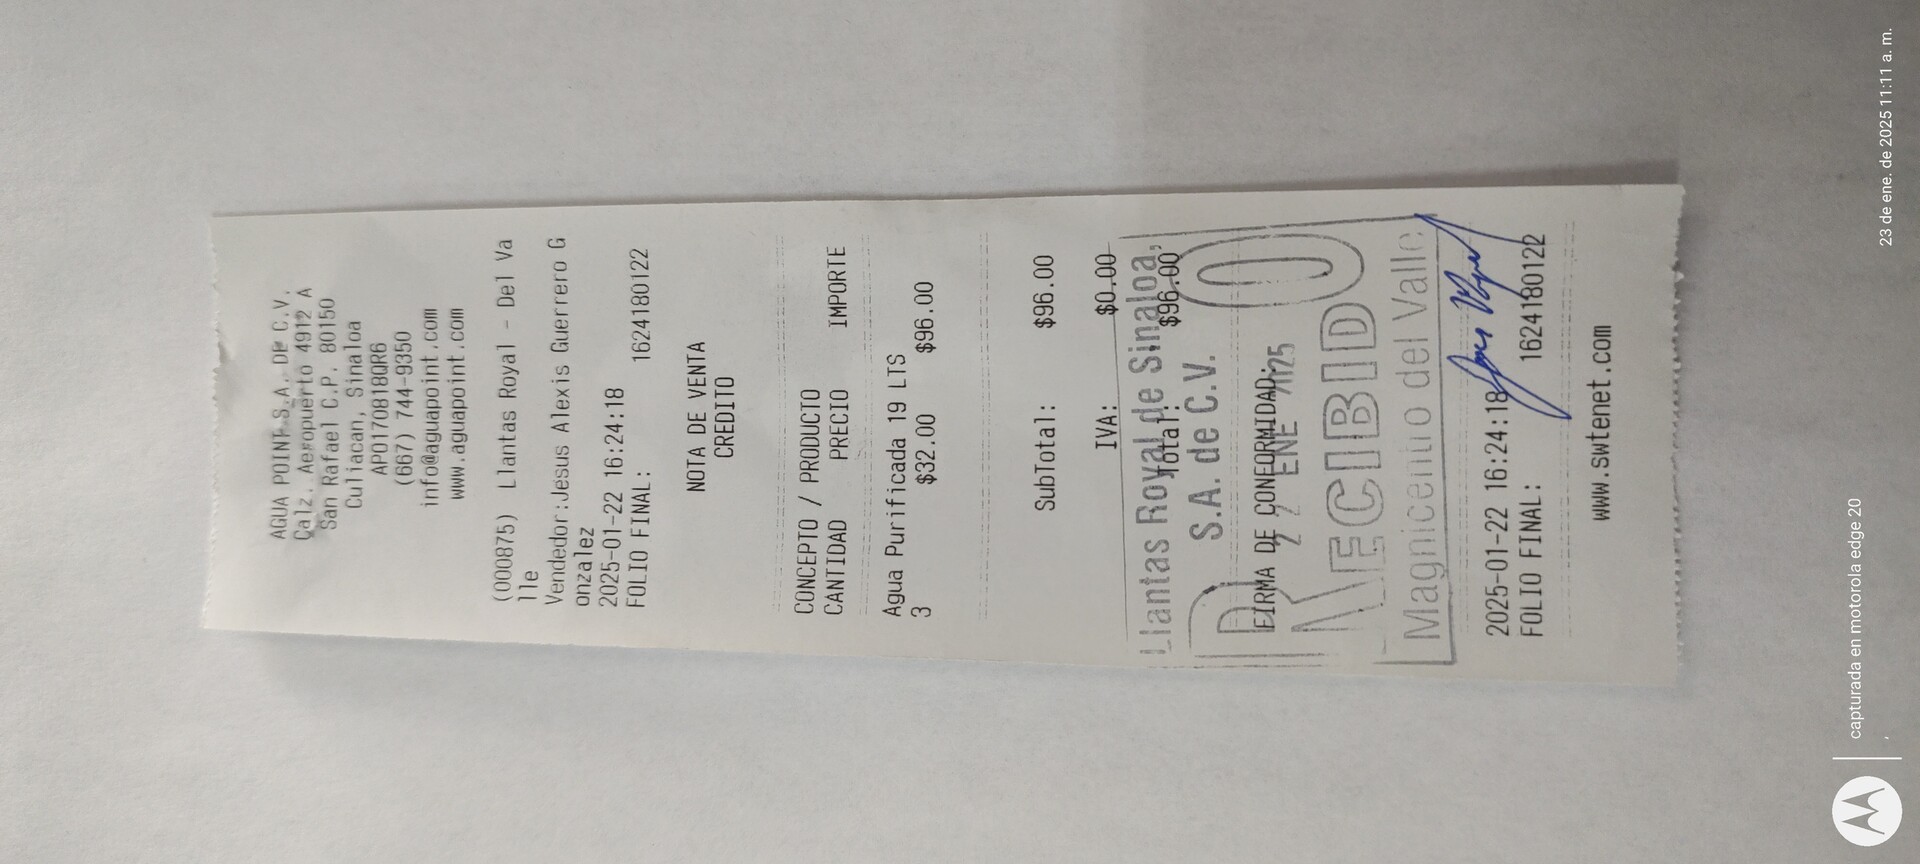 AGUA POINT S.A. DE C.V.
Calz. Aeropuerto 4912 A
San Rafael C.P. 80150
Culiacan, Sinaloa
APO170818QR6
(667) 744-9350
info@aguapoint.com
www.aguapoint.com
(000875) Llantas Royal - Del Va
lle
Vendedor:Jesus Alexis Guerrero G
onzalez
2025-01-22 16:24:18
FOLIO FINAL: 1624180122
NOTA DE VENTA
CREDITO
CONCEPTO / PRODUCTO
CANTIDAD PRECIO IMPORTE
Agua Purificada 19 LTS
3 $32.00 $96.00
SubTotal: $96.00
IVA: $0.00
Total: $96.00
Llantas Royal de Sinaloa,
S.A. de C.V.
FIRMA DE CONFORMIDAD:
22 ENE 2025
RECIBIDO
Magnicentro del Valle
2025-01-22 16:24:18
FOLIO FINAL: 1624180122
www.swtenet.com
capturada en motorola edge 20
23 de ene. de 2025 11:11 a. m.